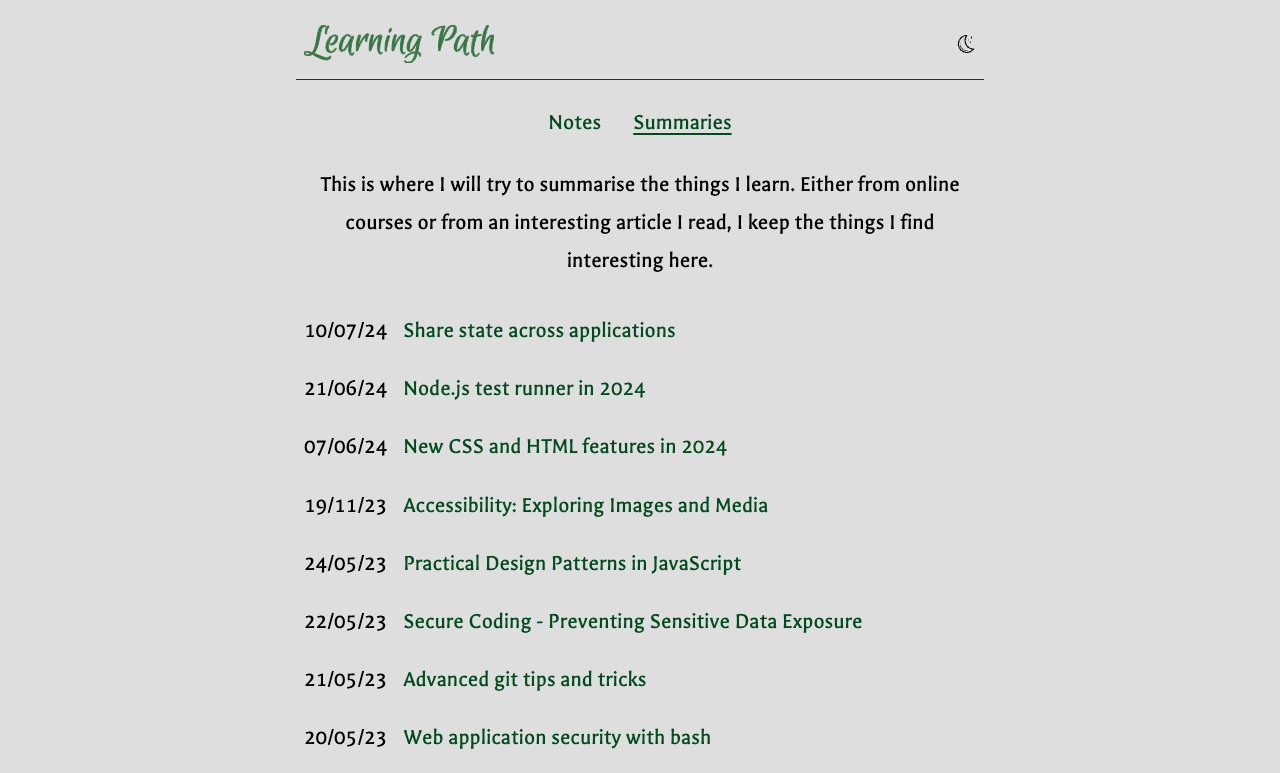 Learning Path
Notes Summaries
This is where I will try to summarise the things I learn. Either from online
courses or from an interesting article I read, I keep the things I find
interesting here.
10/07/24 Share state across applications
21/06/24 Node.js test runner in 2024
07/06/24 New CSS and HTML features in 2024
19/11/23 Accessibility: Exploring Images and Media
24/05/23 Practical Design Patterns in JavaScript
22/05/23 Secure Coding - Preventing Sensitive Data Exposure
21/05/23 Advanced git tips and tricks
20/05/23 Web application security with bash